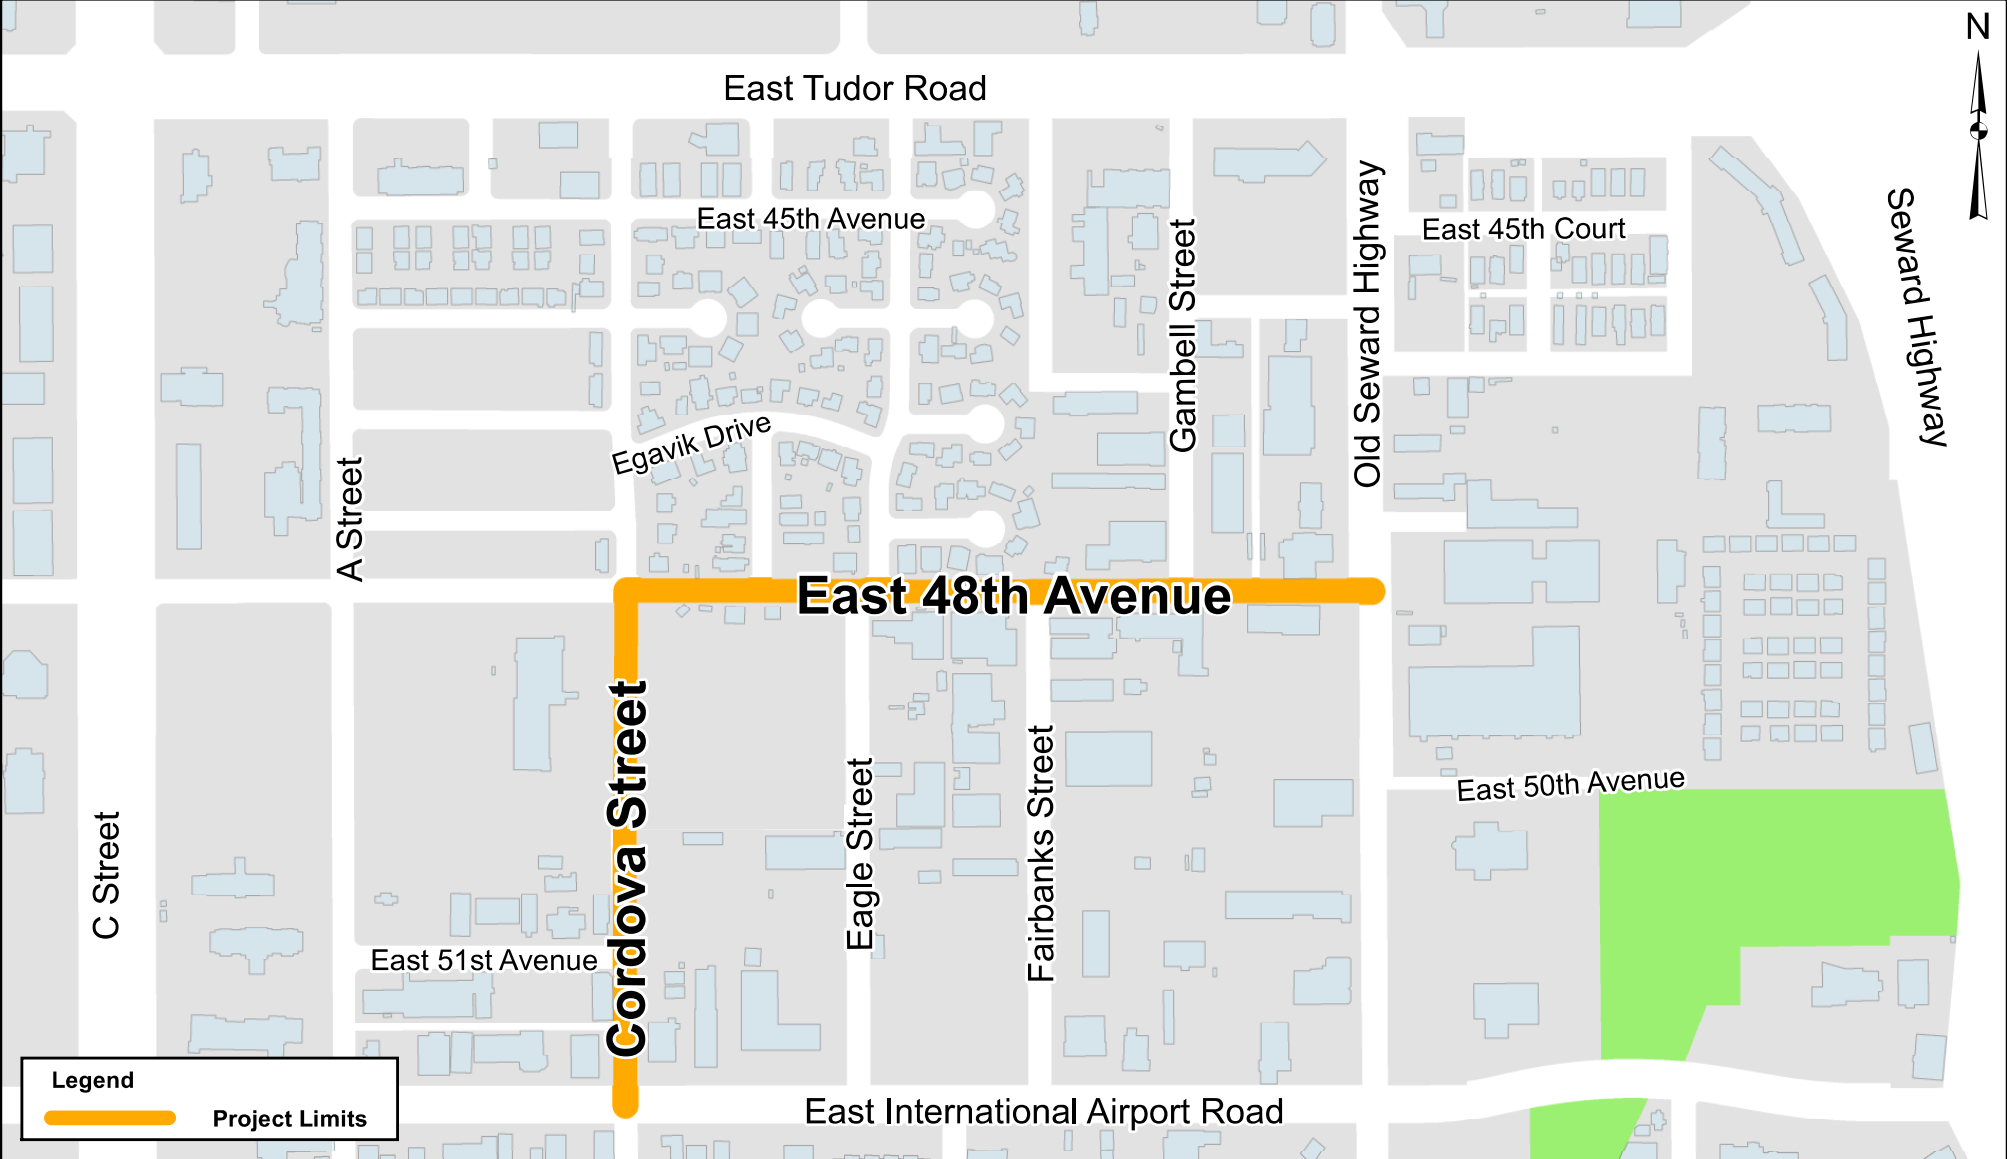 N
East Tudor Road
East 45th Avenue
East 45th Court
Seward Highway
Old Seward Highway
Gambell Street
Egavik Drive
A Street
East 48th Avenue
Cordova Street
Eagle Street
Fairbanks Street
East 50th Avenue
C Street
East 51st Avenue
East International Airport Road
Legend
Project Limits